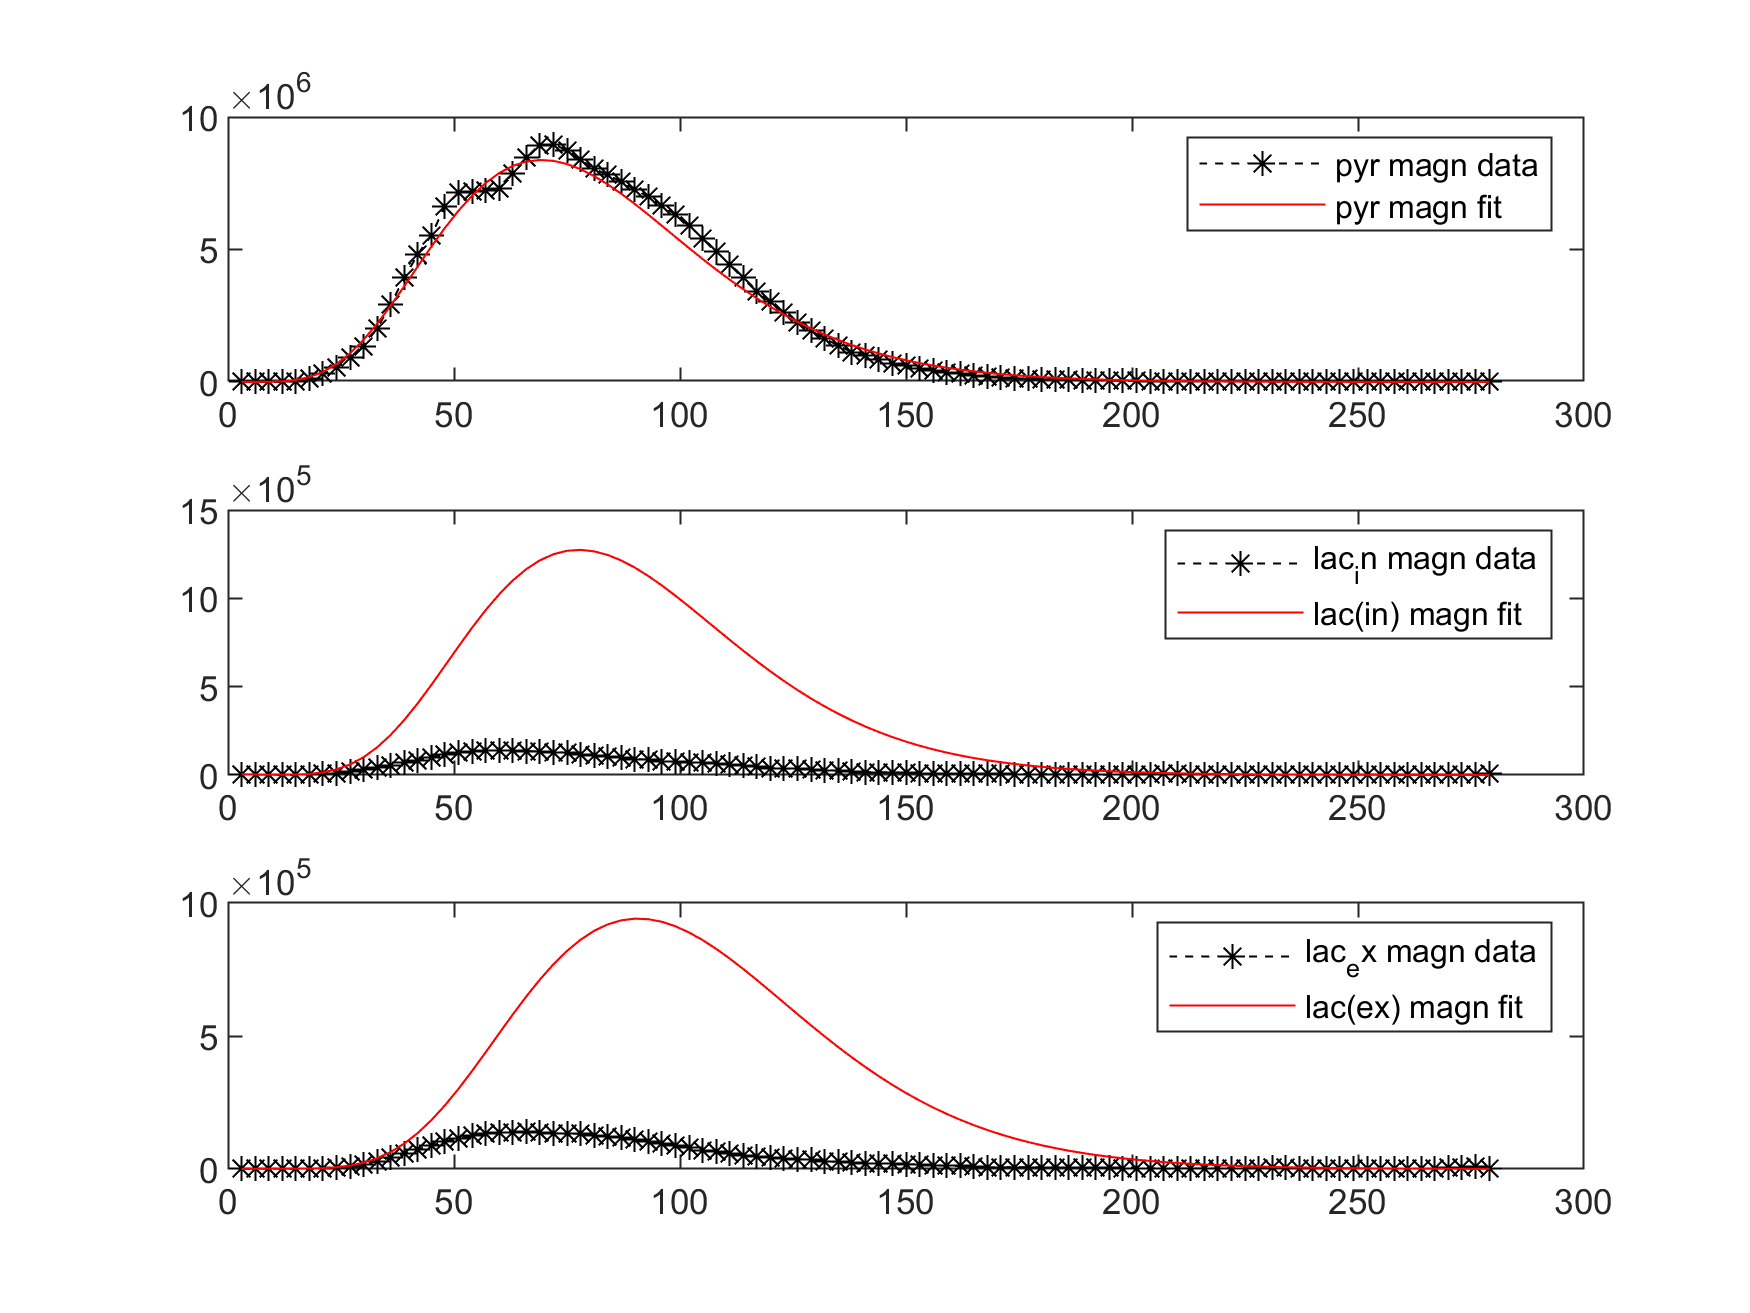 ×10^6
10
5
0
0 50 100 150 200 250 300
pyr magn data
pyr magn fit
×10^5
15
10
5
0
0 50 100 150 200 250 300
lac_in magn data
lac(in) magn fit
×10^5
10
5
0
0 50 100 150 200 250 300
lac_ex magn data
lac(ex) magn fit